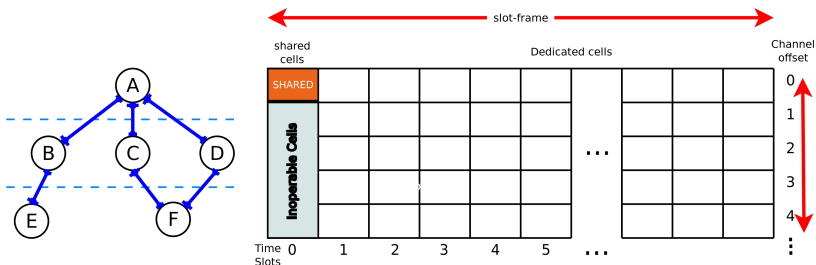 slot-frame
shared
cells
Dedicated cells
Channel
offset
A
B
C
D
E
F
SHARED
Inoperable Cells
...
0
1
2
3
4
⋮
Time
Slots
0
1
2
3
4
5
...